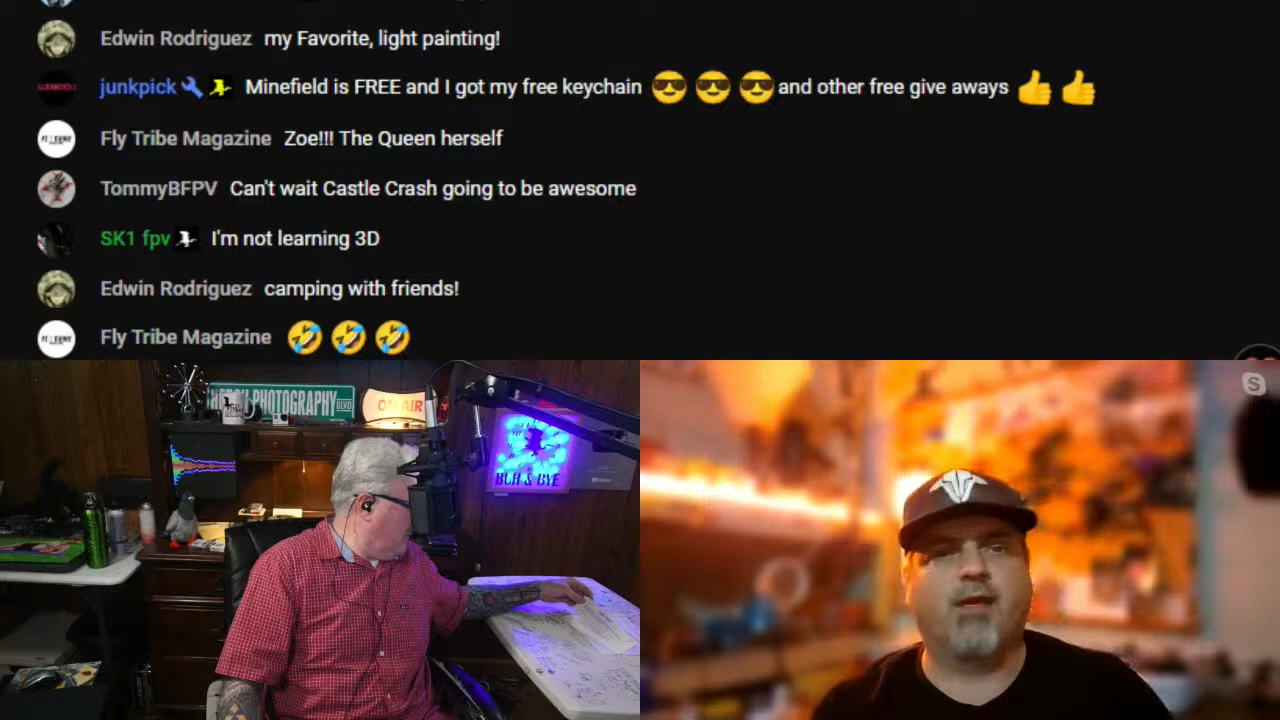 Edwin Rodriguez my Favorite, light painting!
junkpick Minefield is FREE and I got my free keychain 😎😎😎and other free give aways 👍👍
Fly Tribe Magazine Zoe!!! The Queen herself
TommyBFPV Can't wait Castle Crash going to be awesome
SK1 fpv I'm not learning 3D
Edwin Rodriguez camping with friends!
Fly Tribe Magazine 🤣🤣🤣
PHOTOGRAPHY BLVD
ON AIR
BUH & BYE
S